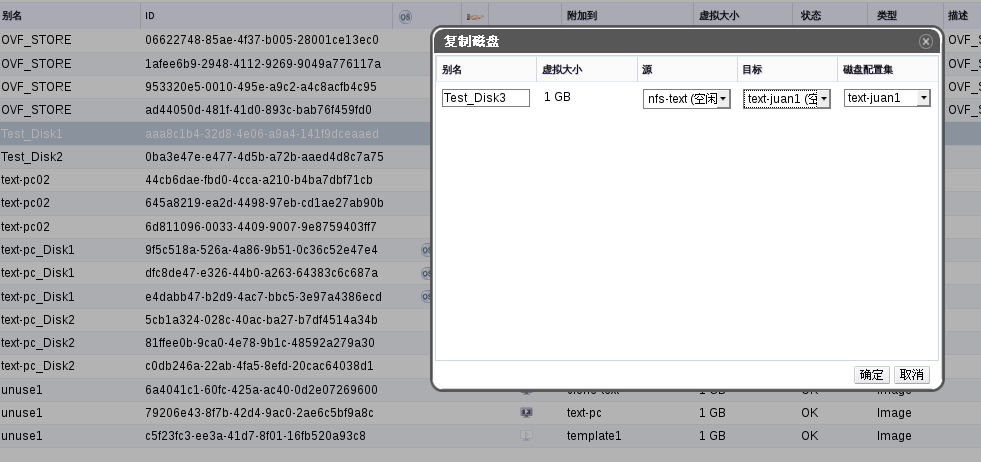 别名 ID OS 附加到 虚拟大小 状态 类型 描述
OVF_STORE 06622748-85ae-4f37-b005-28001ce13ec0 OVF_S
OVF_STORE 1afee6b9-2948-4112-9269-9049a776117a OVF_S
OVF_STORE 953320e5-0010-495e-a9c2-a4c8acfb4c95 OVF_S
OVF_STORE ad44050d-481f-41d0-893c-bab76f459fd0 OVF_S
Test_Disk1 aaa8c1b4-32d8-4e06-a9a4-141f9dceaaed
Test_Disk2 0ba3e47e-e477-4d5b-a72b-aaed4d8c7a75
text-pc02 44cb6dae-fbd0-4cca-a210-b4ba7dbf71cb
text-pc02 645a8219-ea2d-4498-97eb-cd1ae27ab90b
text-pc02 6d811096-0033-4409-9007-9e8759403ff7
text-pc_Disk1 9f5c518a-526a-4a86-9b51-0c36c52e47e4 OS
text-pc_Disk1 dfc8de47-e326-44b0-a263-64383c6c687a OS
text-pc_Disk1 e4dabb47-b2d9-4ac7-bbc5-3e97a4386ecd OS
text-pc_Disk2 5cb1a324-028c-40ac-ba27-b7df4514a34b
text-pc_Disk2 81ffee0b-9ca0-4e78-9b1c-48592a279a30
text-pc_Disk2 c0db246a-22ab-4fa5-8efd-20cac64038d1
unuse1 6a4041c1-60fc-425a-ac40-0d2e07269600 1 GB OK Image
unuse1 79206e43-8f7b-42d4-9ac0-2ae6c5bf9a8c text-pc 1 GB OK Image
unuse1 c5f23fc3-ee3a-41d7-8f01-16fb520a93c8 template1 1 GB OK Image
复制磁盘
别名 虚拟大小 源 目标 磁盘配置集
Test_Disk3 1 GB nfs-text (空闲 text-juan1 (空 text-juan1
确定 取消